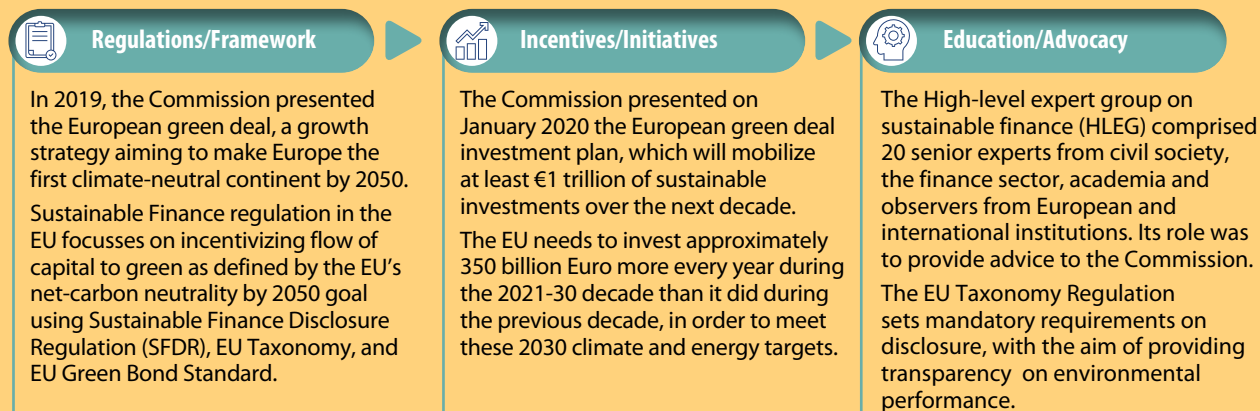 Regulations/Framework
In 2019, the Commission presented
the European green deal, a growth
strategy aiming to make Europe the
first climate-neutral continent by 2050.
Sustainable Finance regulation in the
EU focusses on incentivizing flow of
capital to green as defined by the EU's
net-carbon neutrality by 2050 goal
using Sustainable Finance Disclosure
Regulation (SFDR), EU Taxonomy, and
EU Green Bond Standard.
Incentives/Initiatives
The Commission presented on
January 2020 the European green deal
investment plan, which will mobilize
at least €1 trillion of sustainable
investments over the next decade.
The EU needs to invest approximately
350 billion Euro more every year during
the 2021-30 decade than it did during
the previous decade, in order to meet
these 2030 climate and energy targets.
Education/Advocacy
The High-level expert group on
sustainable finance (HLEG) comprised
20 senior experts from civil society,
the finance sector, academia and
observers from European and
international institutions. Its role was
to provide advice to the Commission.
The EU Taxonomy Regulation
sets mandatory requirements on
disclosure, with the aim of providing
transparency on environmental
performance.